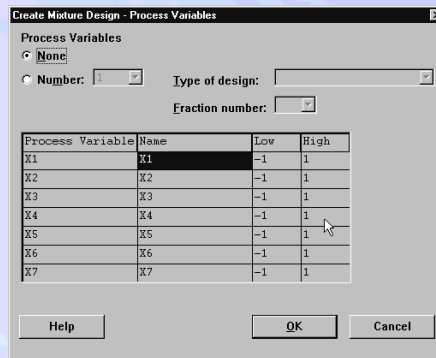 Create Mixture Design - Process Variables
Process Variables
None
Number: 1 Type of design:
Fraction number:
Process Variable Name Low High
X1 X1 -1 1
X2 X2 -1 1
X3 X3 -1 1
X4 X4 -1 1
X5 X5 -1 1
X6 X6 -1 1
X7 X7 -1 1
Help OK Cancel